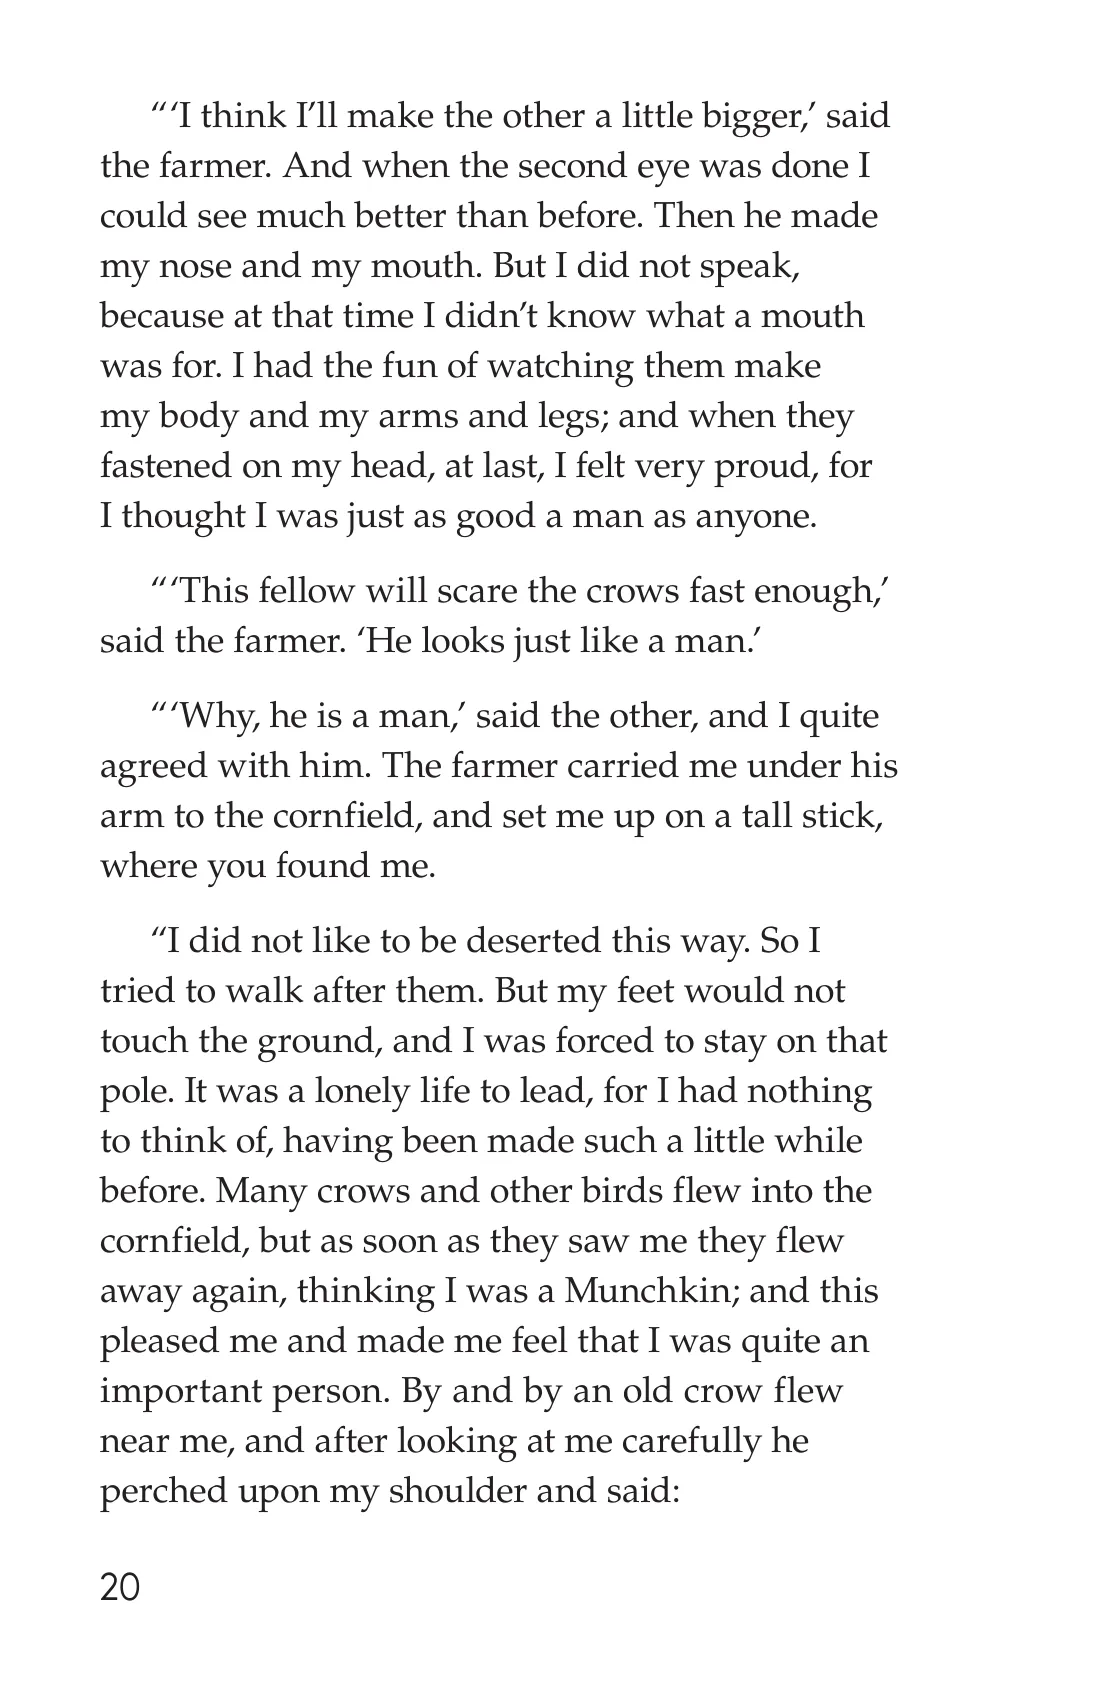 “‘I think I’ll make the other a little bigger,’ said
the farmer. And when the second eye was done I
could see much better than before. Then he made
my nose and my mouth. But I did not speak,
because at that time I didn’t know what a mouth
was for. I had the fun of watching them make
my body and my arms and legs; and when they
fastened on my head, at last, I felt very proud, for
I thought I was just as good a man as anyone.
“‘This fellow will scare the crows fast enough,’
said the farmer. ‘He looks just like a man.’
“‘Why, he is a man,’ said the other, and I quite
agreed with him. The farmer carried me under his
arm to the cornfield, and set me up on a tall stick,
where you found me.
“I did not like to be deserted this way. So I
tried to walk after them. But my feet would not
touch the ground, and I was forced to stay on that
pole. It was a lonely life to lead, for I had nothing
to think of, having been made such a little while
before. Many crows and other birds flew into the
cornfield, but as soon as they saw me they flew
away again, thinking I was a Munchkin; and this
pleased me and made me feel that I was quite an
important person. By and by an old crow flew
near me, and after looking at me carefully he
perched upon my shoulder and said:
20